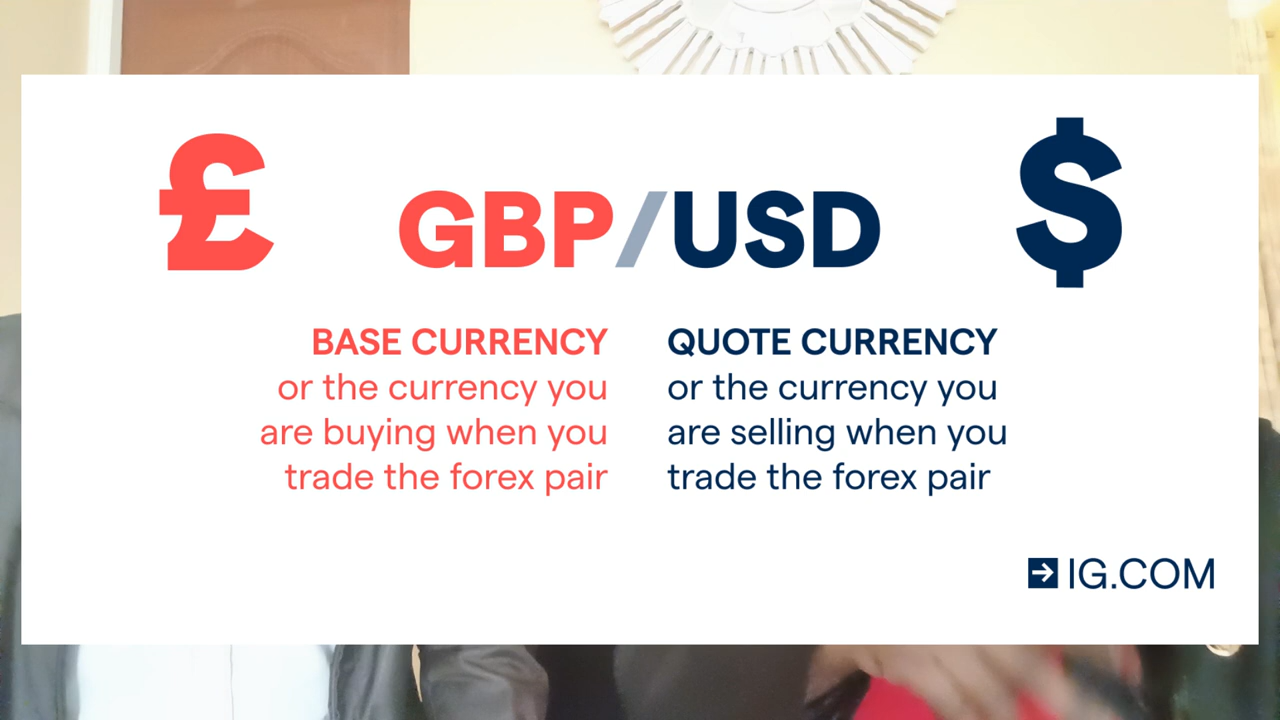 £
GBP/USD
$
BASE CURRENCY
or the currency you
are buying when you
trade the forex pair
QUOTE CURRENCY
or the currency you
are selling when you
trade the forex pair
IG.COM